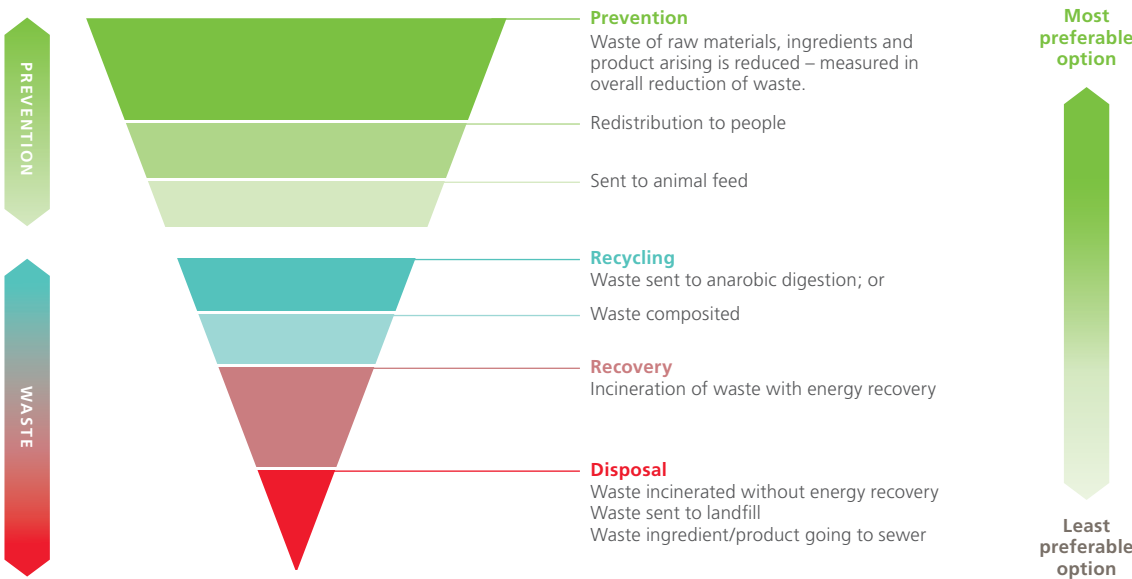 PREVENTION
Prevention
Waste of raw materials, ingredients and
product arising is reduced – measured in
overall reduction of waste.
Redistribution to people
Sent to animal feed
WASTE
Recycling
Waste sent to anarobic digestion; or
Waste composited
Recovery
Incineration of waste with energy recovery
Disposal
Waste incinerated without energy recovery
Waste sent to landfill
Waste ingredient/product going to sewer
Most
preferable
option
Least
preferable
option